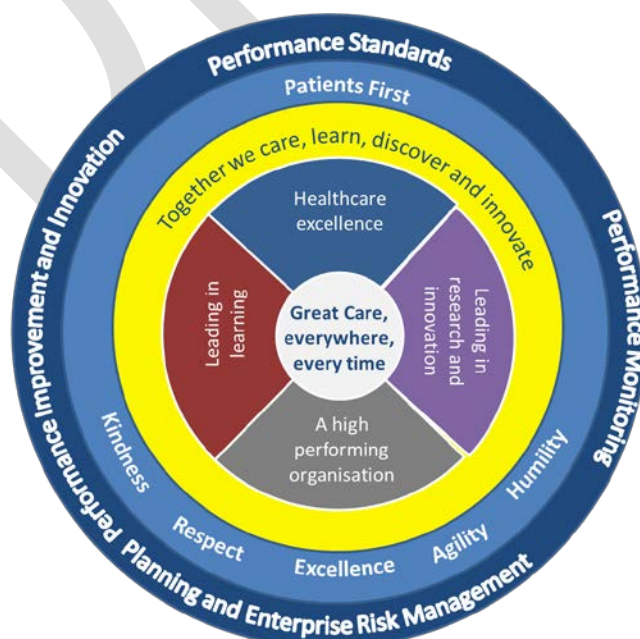 Performance Standards
Patients First
Together we care, learn, discover and innovate
Healthcare
excellence
Leading in
learning
Great Care,
everywhere,
every time
Leading in
research and
innovation
A high
performing
organisation
Kindness
Respect
Excellence
Agility
Humility
Performance Monitoring
Planning and Enterprise Risk Management
Performance Improvement and Innovation